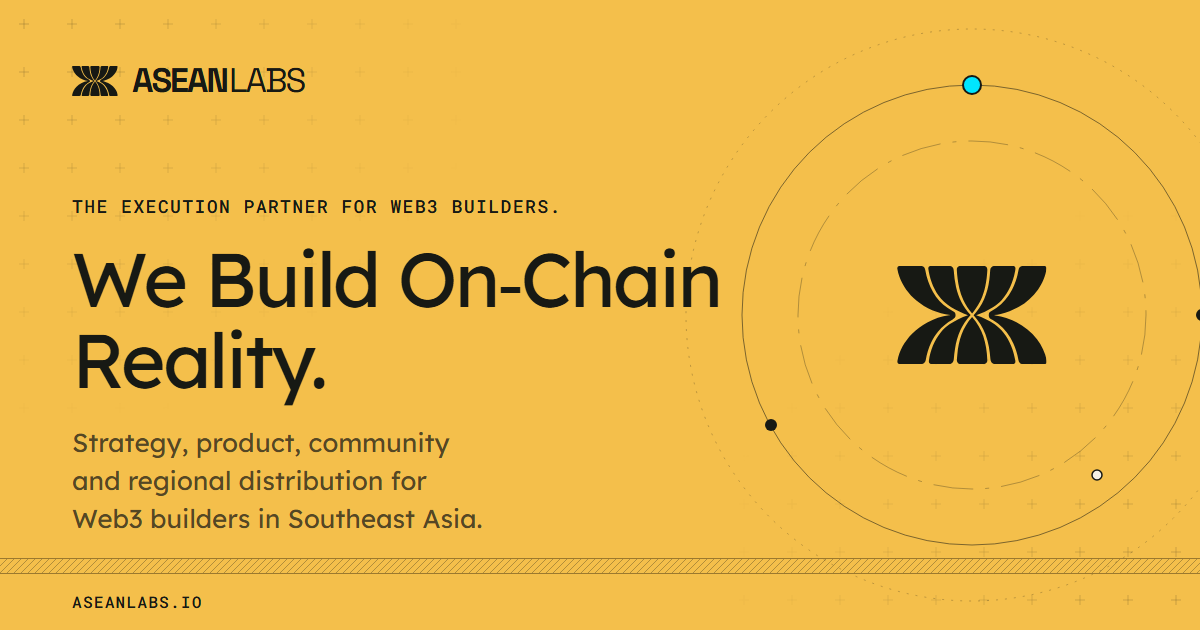 ASEANLABS
THE EXECUTION PARTNER FOR WEB3 BUILDERS.
We Build On-Chain
Reality.
Strategy, product, community
and regional distribution for
Web3 builders in Southeast Asia.
ASEANLABS.IO